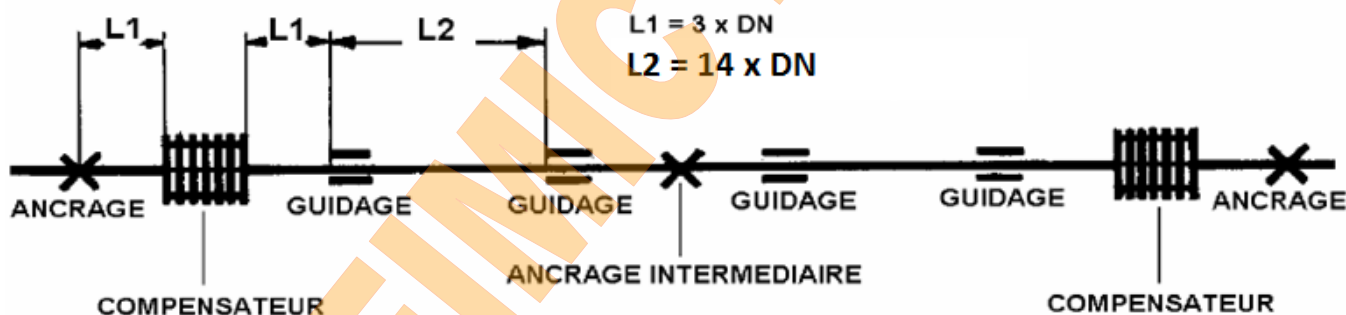 L1 L1 L2 L1 = 3 x DN
L2 = 14 x DN
ANCRAGE GUIDAGE GUIDAGE GUIDAGE GUIDAGE ANCRAGE
ANCRAGE INTERMEDIAIRE
COMPENSATEUR COMPENSATEUR